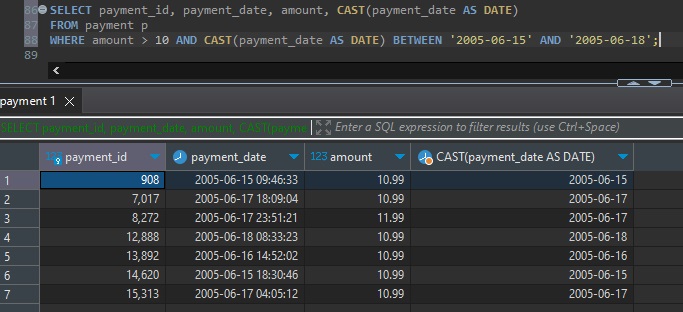 86 SELECT payment_id, payment_date, amount, CAST(payment_date AS DATE)
87 FROM payment p
88 WHERE amount > 10 AND CAST(payment_date AS DATE) BETWEEN '2005-06-15' AND '2005-06-18';
89
payment 1
SELECT payment_id, payment_date, amount, CAST(payme Enter a SQL expression to filter results (use Ctrl+Space)
123 payment_id payment_date 123 amount CAST(payment_date AS DATE)
1 908 2005-06-15 09:46:33 10.99 2005-06-15
2 7,017 2005-06-17 18:09:04 10.99 2005-06-17
3 8,272 2005-06-17 23:51:21 11.99 2005-06-17
4 12,888 2005-06-18 08:33:23 10.99 2005-06-18
5 13,892 2005-06-16 14:52:02 10.99 2005-06-16
6 14,620 2005-06-15 18:30:46 10.99 2005-06-15
7 15,313 2005-06-17 04:05:12 10.99 2005-06-17